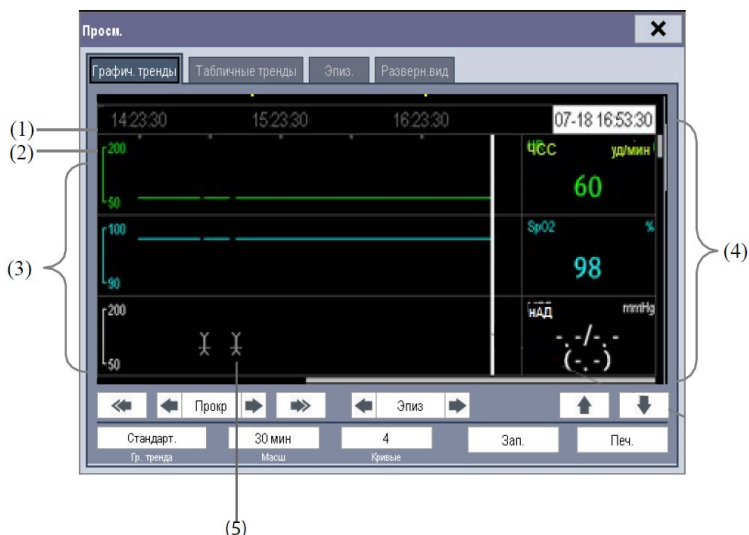 Просм.
Графич. тренды Табличные тренды Эпиз. Разверн.вид
14:23:30 15:23:30 16:23:30 07-18 16:53:30
(1)
(2)
(3)
(4)
(5)
200
50
ЧСС уд/мин
60
100
90
SpO2 %
98
200
50
нАД mmHg
-.-/-.-
(-.-)
Прокр Эпиз
Стандарт. 30 мин 4 Зап. Печ.
Гр. тренда Масш Кривые